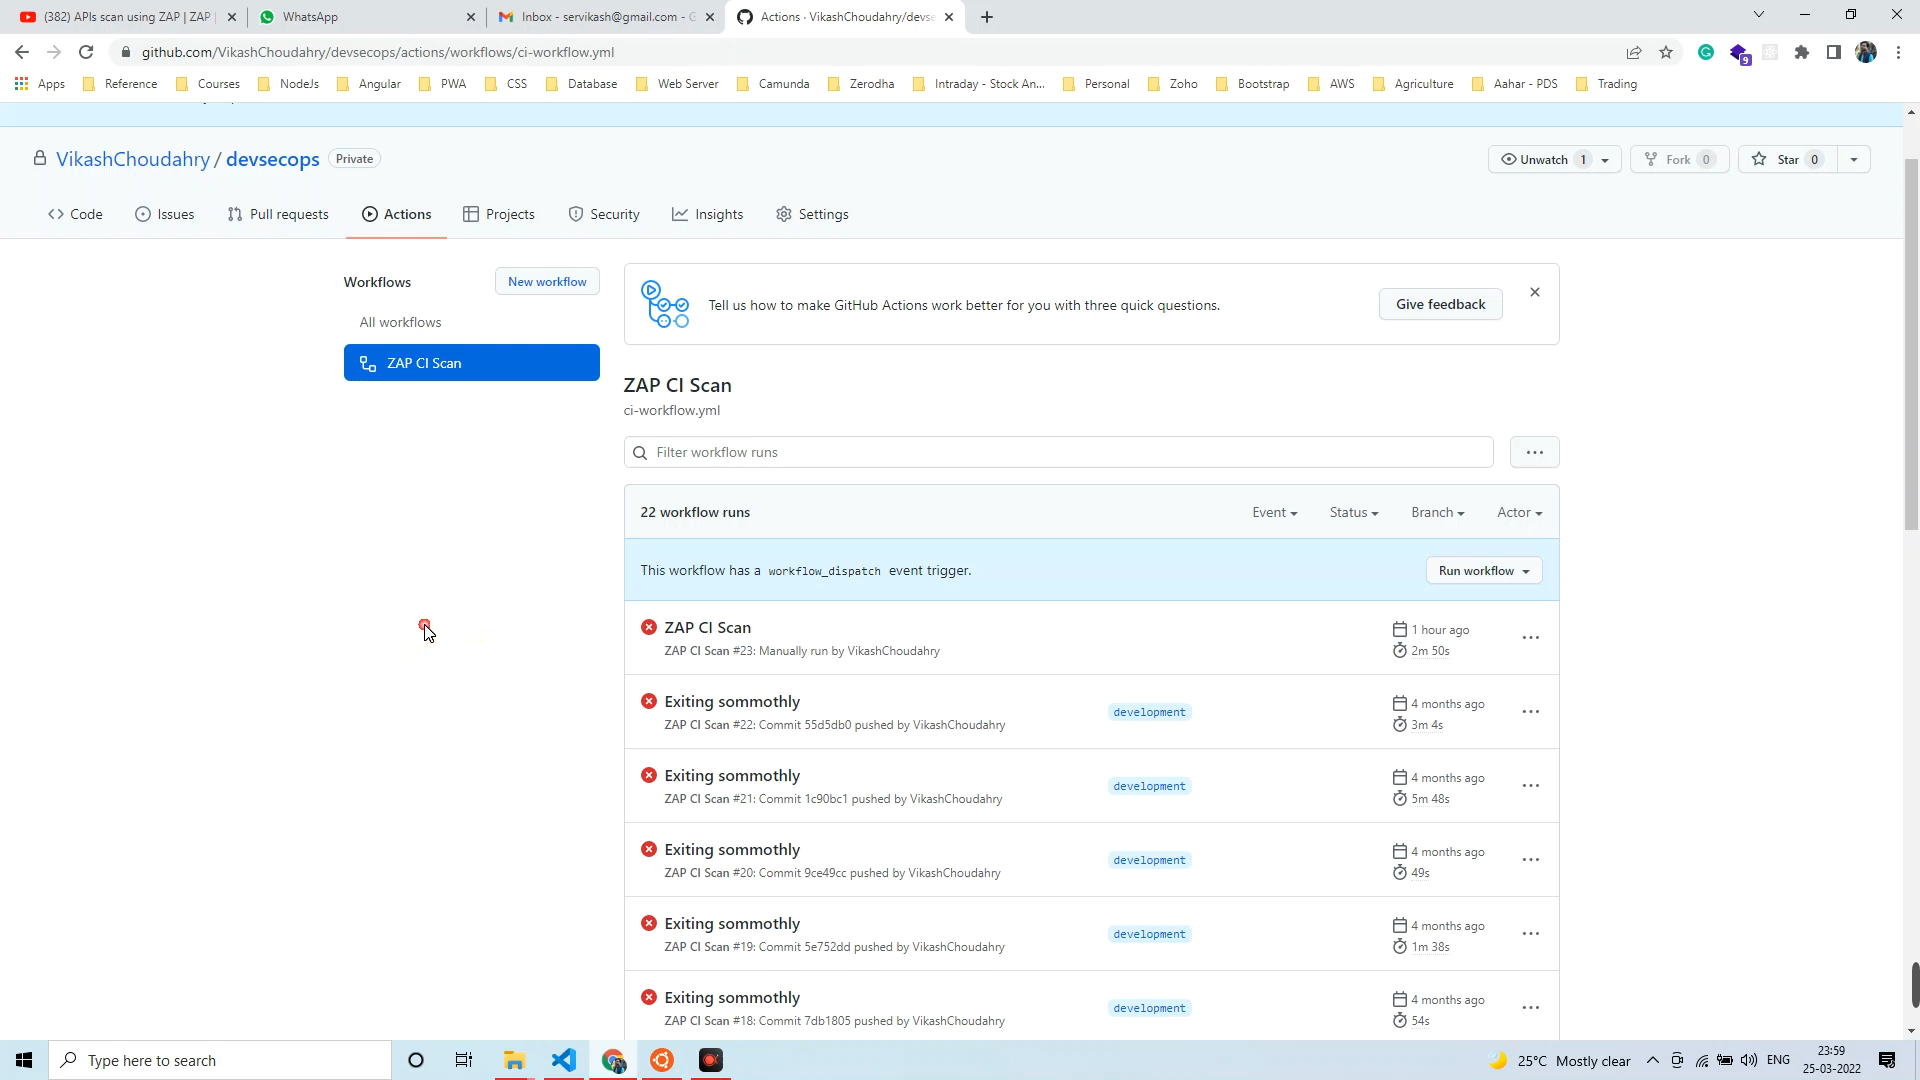 (382) APIs scan using ZAP | ZAP
WhatsApp
Inbox - servikash@gmail.com - G
Actions · VikashChoudahry/devse
github.com/VikashChoudahry/devsecops/actions/workflows/ci-workflow.yml
9
Apps
Reference
Courses
NodeJs
Angular
PWA
CSS
Database
Web Server
Camunda
Zerodha
Intraday - Stock An...
Personal
Zoho
Bootstrap
AWS
Agriculture
Aahar - PDS
Trading
VikashChoudahry / devsecops Private
Unwatch 1
Fork 0
Star 0
Code
Issues
Pull requests
Actions
Projects
Security
Insights
Settings
Workflows
New workflow
All workflows
ZAP CI Scan
Tell us how to make GitHub Actions work better for you with three quick questions.
Give feedback
ZAP CI Scan
ci-workflow.yml
Filter workflow runs
22 workflow runs
Event
Status
Branch
Actor
This workflow has a workflow_dispatch event trigger.
Run workflow
ZAP CI Scan
ZAP CI Scan #23: Manually run by VikashChoudahry
1 hour ago
2m 50s
Exiting sommothly
ZAP CI Scan #22: Commit 55d5db0 pushed by VikashChoudahry
development
4 months ago
3m 4s
Exiting sommothly
ZAP CI Scan #21: Commit 1c90bc1 pushed by VikashChoudahry
development
4 months ago
5m 48s
Exiting sommothly
ZAP CI Scan #20: Commit 9ce49cc pushed by VikashChoudahry
development
4 months ago
49s
Exiting sommothly
ZAP CI Scan #19: Commit 5e752dd pushed by VikashChoudahry
development
4 months ago
1m 38s
Exiting sommothly
ZAP CI Scan #18: Commit 7db1805 pushed by VikashChoudahry
development
4 months ago
54s
Type here to search
25°C Mostly clear
ENG
23:59
25-03-2022